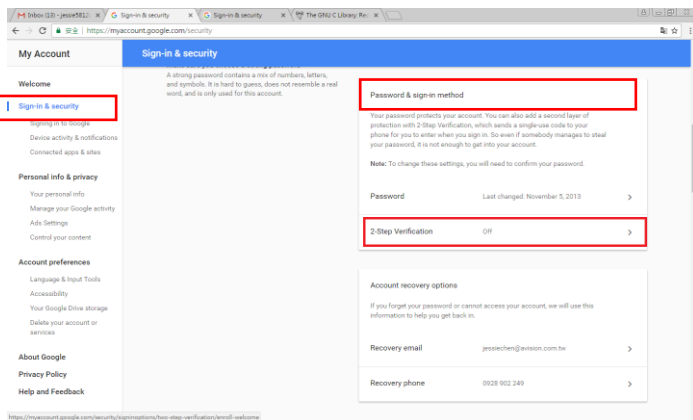 M Inbox (13) - jessie5812
G Sign-in & security
G Sign-in & security
The GNU C Library: Re
安全 | https://myaccount.google.com/security
My Account
Sign-in & security
Welcome
Sign-in & security
Signing in to Google
Device activity & notifications
Connected apps & sites
Personal info & privacy
Your personal info
Manage your Google activity
Ads Settings
Control your content
Account preferences
Language & Input Tools
Accessibility
Your Google Drive storage
Delete your account or
services
About Google
Privacy Policy
Help and Feedback
A strong password contains a mix of numbers, letters,
and symbols. It is hard to guess, does not resemble a real
word, and is only used for this account.
Password & sign-in method
Your password protects your account. You can also add a second layer of
protection with 2-Step Verification, which sends a single-use code to your
phone for you to enter when you sign in. So even if somebody manages to steal
your password, it is not enough to get into your account.
Note: To change these settings, you will need to confirm your password.
Password Last changed: November 5, 2013
2-Step Verification Off
Account recovery options
If you forget your password or cannot access your account, we will use this
information to help you get back in.
Recovery email jessiechen@avision.com.tw
Recovery phone 0928 902 249
https://myaccount.google.com/security/signinoptions/two-step-verification/enroll-welcome